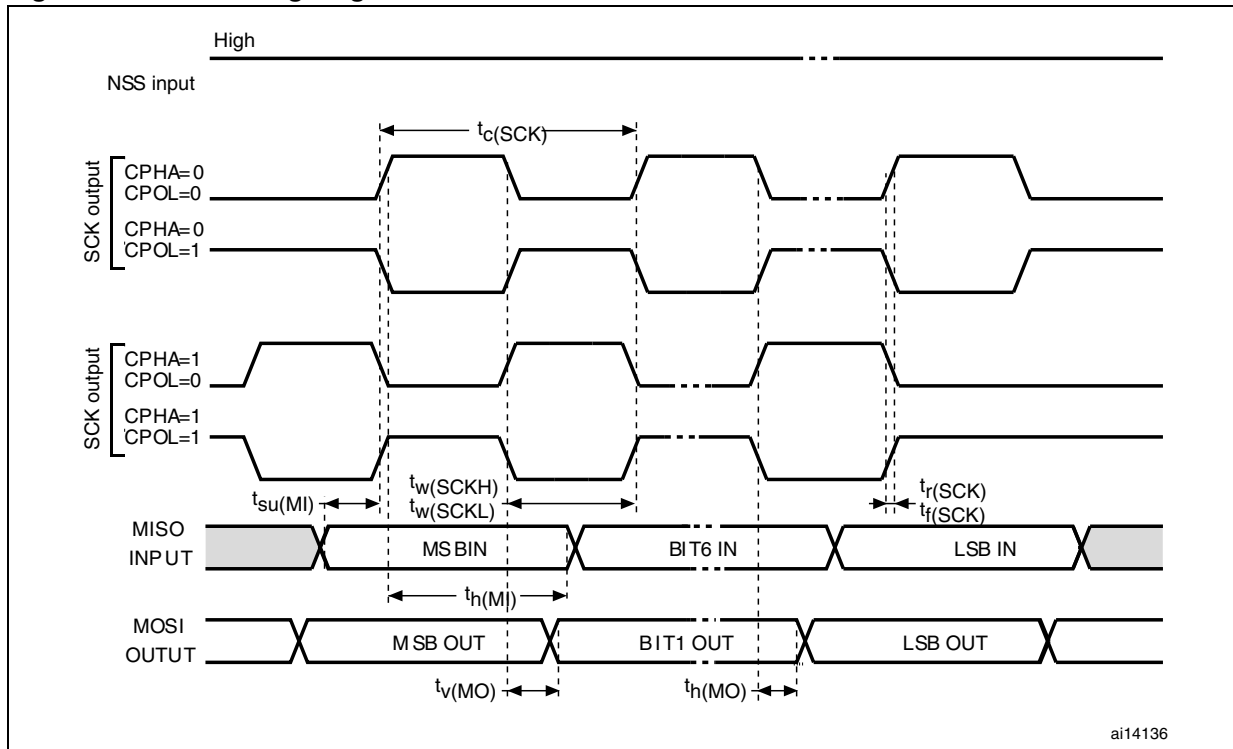 High
NSS input
tc(SCK)
SCK output
CPHA=0
CPOL=0
CPHA=0
CPOL=1
SCK output
CPHA=1
CPOL=0
CPHA=1
CPOL=1
tsu(MI)
tw(SCKH)
tw(SCKL)
tr(SCK)
tf(SCK)
MISO
INPUT
MSBIN
BIT6 IN
LSB IN
th(MI)
MOSI
OUTUT
MSB OUT
BIT1 OUT
LSB OUT
tv(MO)
th(MO)
ai14136